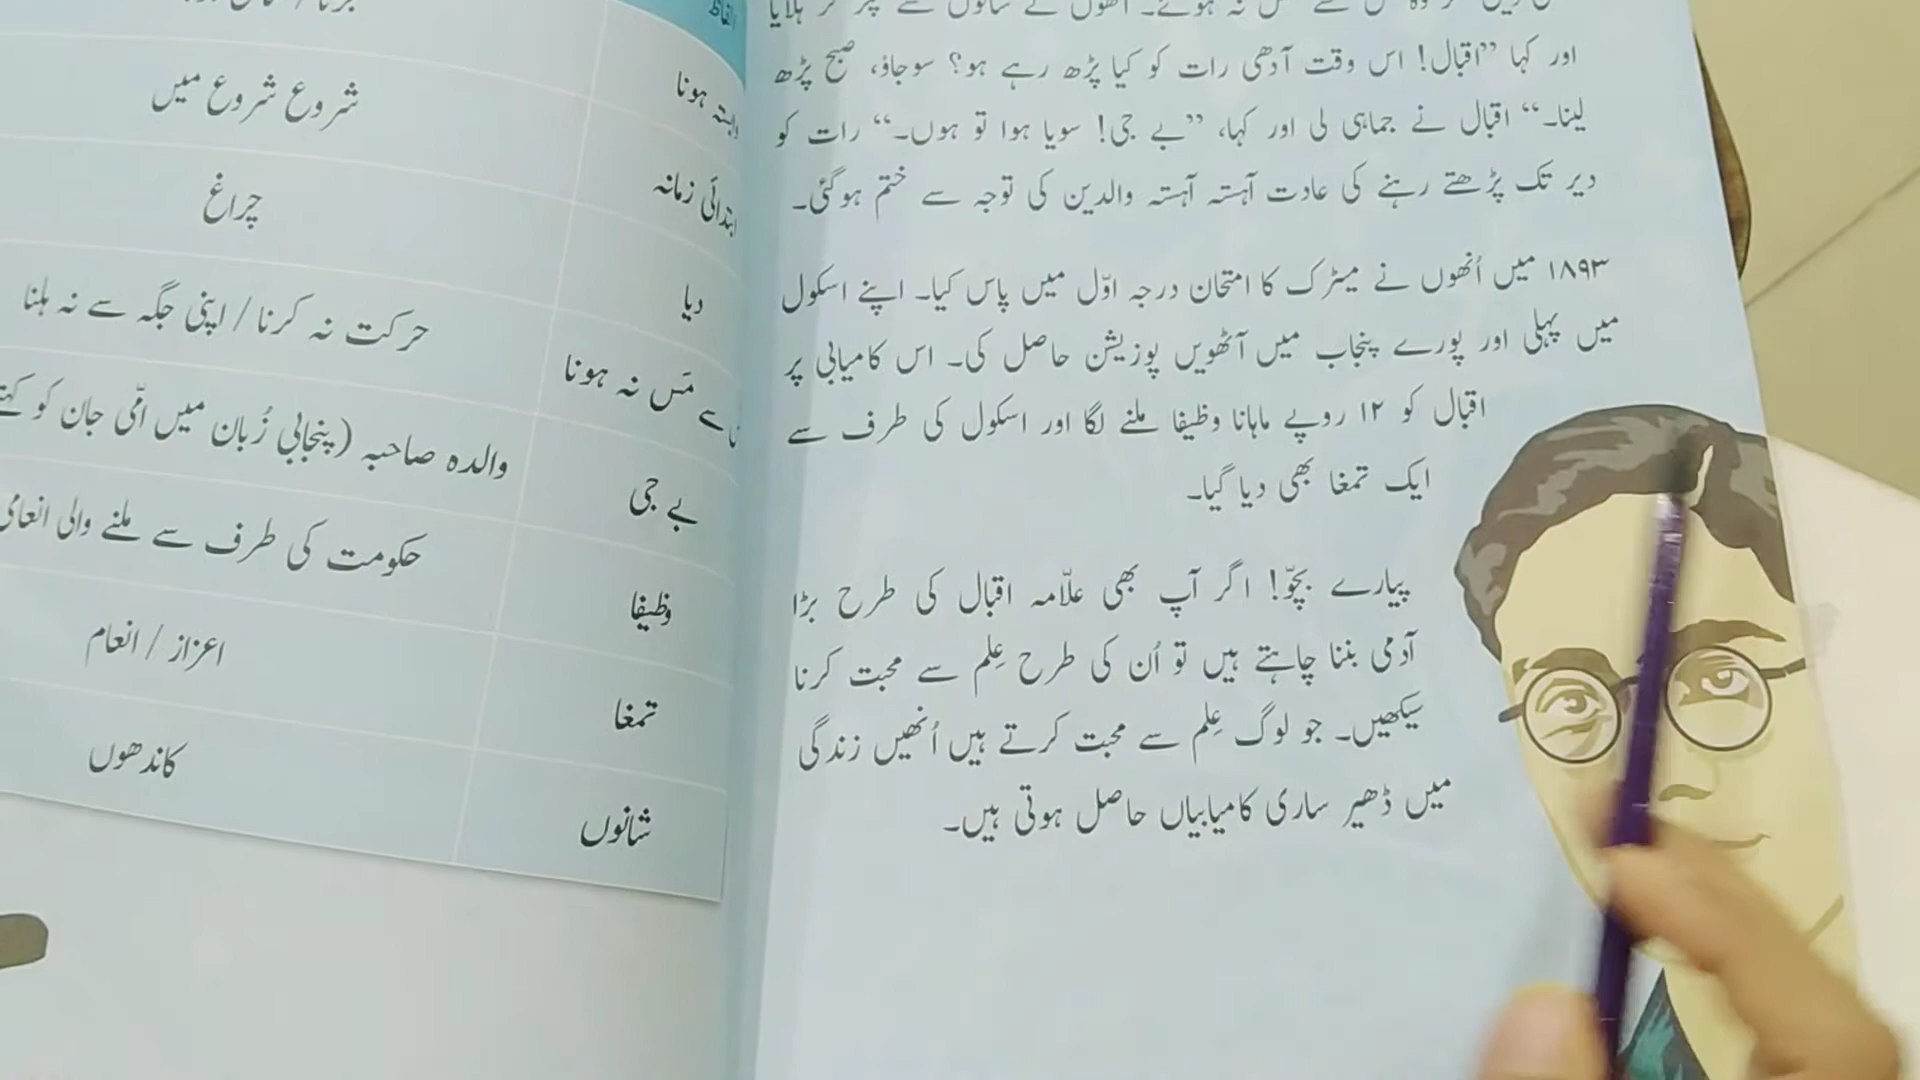 اور کہا ”اقبال! اس وقت آدھی رات کو کیا پڑھ رہے ہو؟ سوجاؤ، صبح پڑھ
لینا۔“ اقبال نے جماہی لی اور کہا، ”بے جی! سویا ہوا تو ہوں۔“ رات کو
دیر تک پڑھتے رہنے کی عادت آہستہ آہستہ والدین کی توجہ سے ختم ہوگئی۔
۱۸۹۳ میں اُنھوں نے میٹرک کا امتحان درجہ اوّل میں پاس کیا۔ اپنے اسکول
میں پہلی اور پورے پنجاب میں آٹھویں پوزیشن حاصل کی۔ اس کامیابی پر
اقبال کو ۱۲ روپے ماہانا وظیفا ملنے لگا اور اسکول کی طرف سے
ایک تمغا بھی دیا گیا۔
پیارے بچّو! اگر آپ بھی علّامہ اقبال کی طرح بڑا
آدمی بننا چاہتے ہیں تو اُن کی طرح عِلم سے محبت کرنا
سیکھیں۔ جو لوگ عِلم سے محبت کرتے ہیں اُنھیں زندگی
میں ڈھیر ساری کامیابیاں حاصل ہوتی ہیں۔
الفاظ
وابستہ ہونا
ابتدائی زمانہ شروع شروع میں
دیا چراغ
سے مَس نہ ہونا حرکت نہ کرنا / اپنی جگہ سے نہ ہلنا
بے جی والدہ صاحبہ (پنجابی زُبان میں امّی جان کو
وظیفا حکومت کی طرف سے ملنے والی
تمغا اعزاز / انعام
شانوں کاندھوں